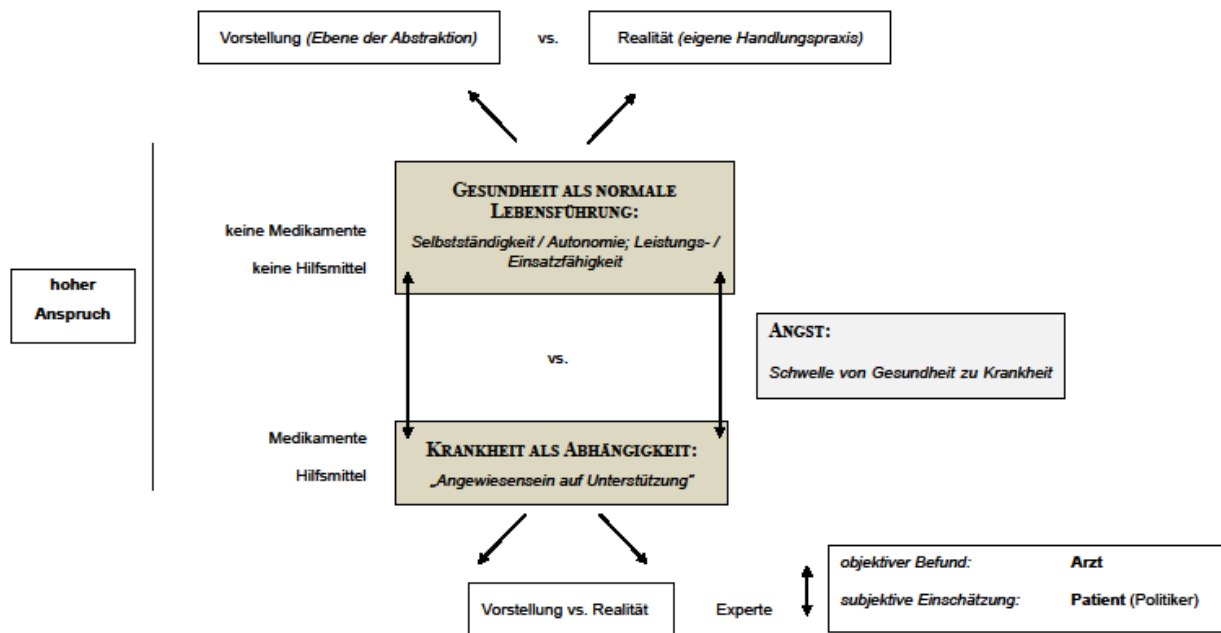 Vorstellung (Ebene der Abstraktion)
vs.
Realität (eigene Handlungspraxis)
GESUNDHEIT ALS NORMALE
LEBENSFÜHRUNG:
Selbstständigkeit / Autonomie; Leistungs- /
Einsatzfähigkeit
keine Medikamente
keine Hilfsmittel
hoher
Anspruch
vs.
ANGST:
Schwelle von Gesundheit zu Krankheit
Medikamente
Hilfsmittel
KRANKHEIT ALS ABHÄNGIGKEIT:
„Angewiesensein auf Unterstützung“
Vorstellung vs. Realität
Experte
objektiver Befund: Arzt
subjektive Einschätzung: Patient (Politiker)